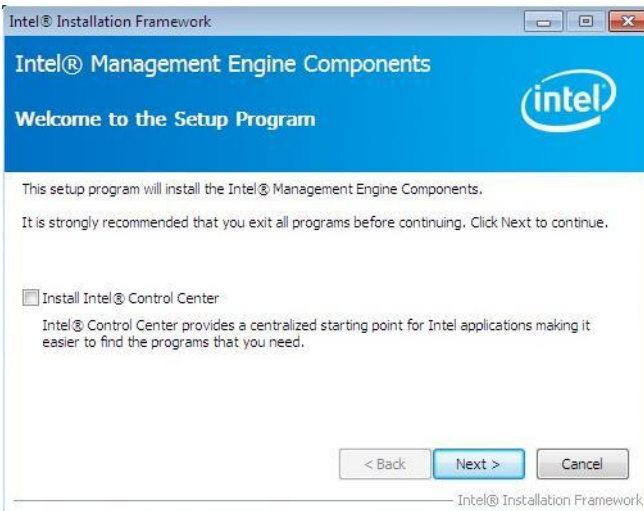 Intel® Installation Framework
Intel® Management Engine Components
intel
Welcome to the Setup Program
This setup program will install the Intel® Management Engine Components.
It is strongly recommended that you exit all programs before continuing. Click Next to continue.
Install Intel® Control Center
Intel® Control Center provides a centralized starting point for Intel applications making it
easier to find the programs that you need.
< Back Next > Cancel
Intel® Installation Framework